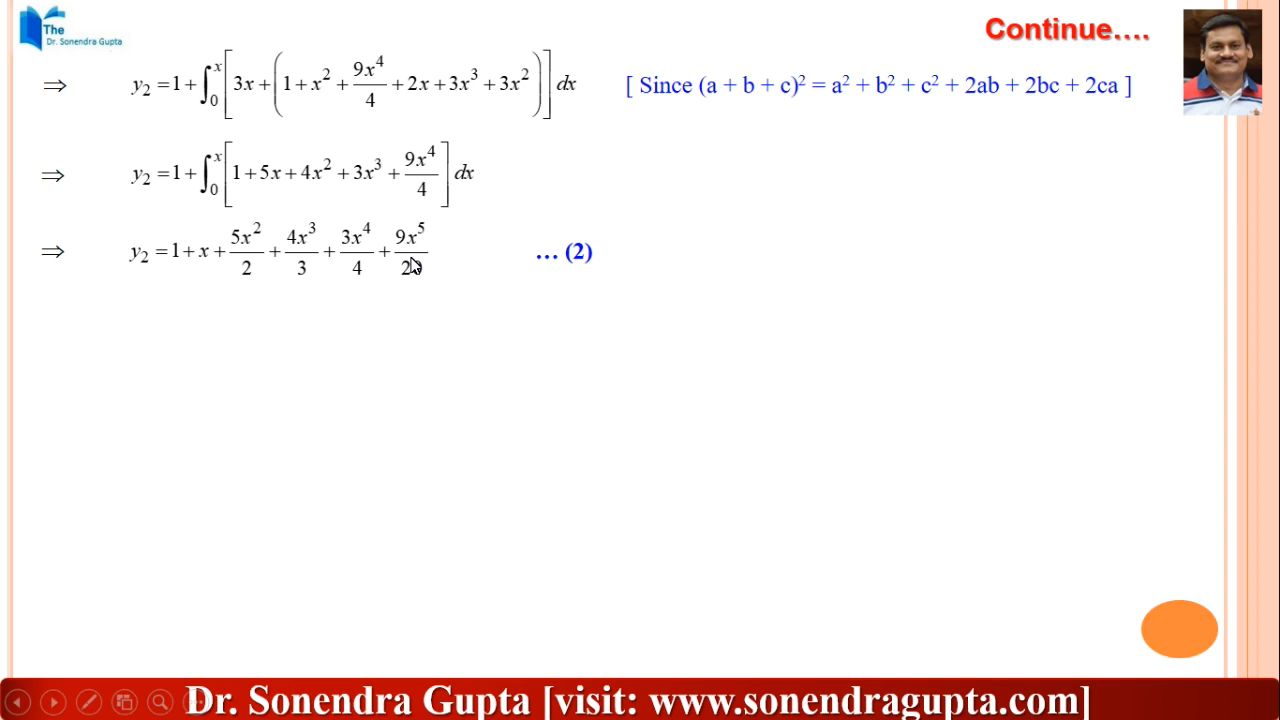 The
Dr. Sonendra Gupta
Continue….
⇒ y₂ = 1 + ∫₀ˣ [ 3x + ( 1 + x² + 9x⁴/4 + 2x + 3x³ + 3x² ) ] dx [ Since (a + b + c)² = a² + b² + c² + 2ab + 2bc + 2ca ]
⇒ y₂ = 1 + ∫₀ˣ [ 1 + 5x + 4x² + 3x³ + 9x⁴/4 ] dx
⇒ y₂ = 1 + x + 5x²/2 + 4x³/3 + 3x⁴/4 + 9x⁵/20 … (2)
Dr. Sonendra Gupta [visit: www.sonendragupta.com]